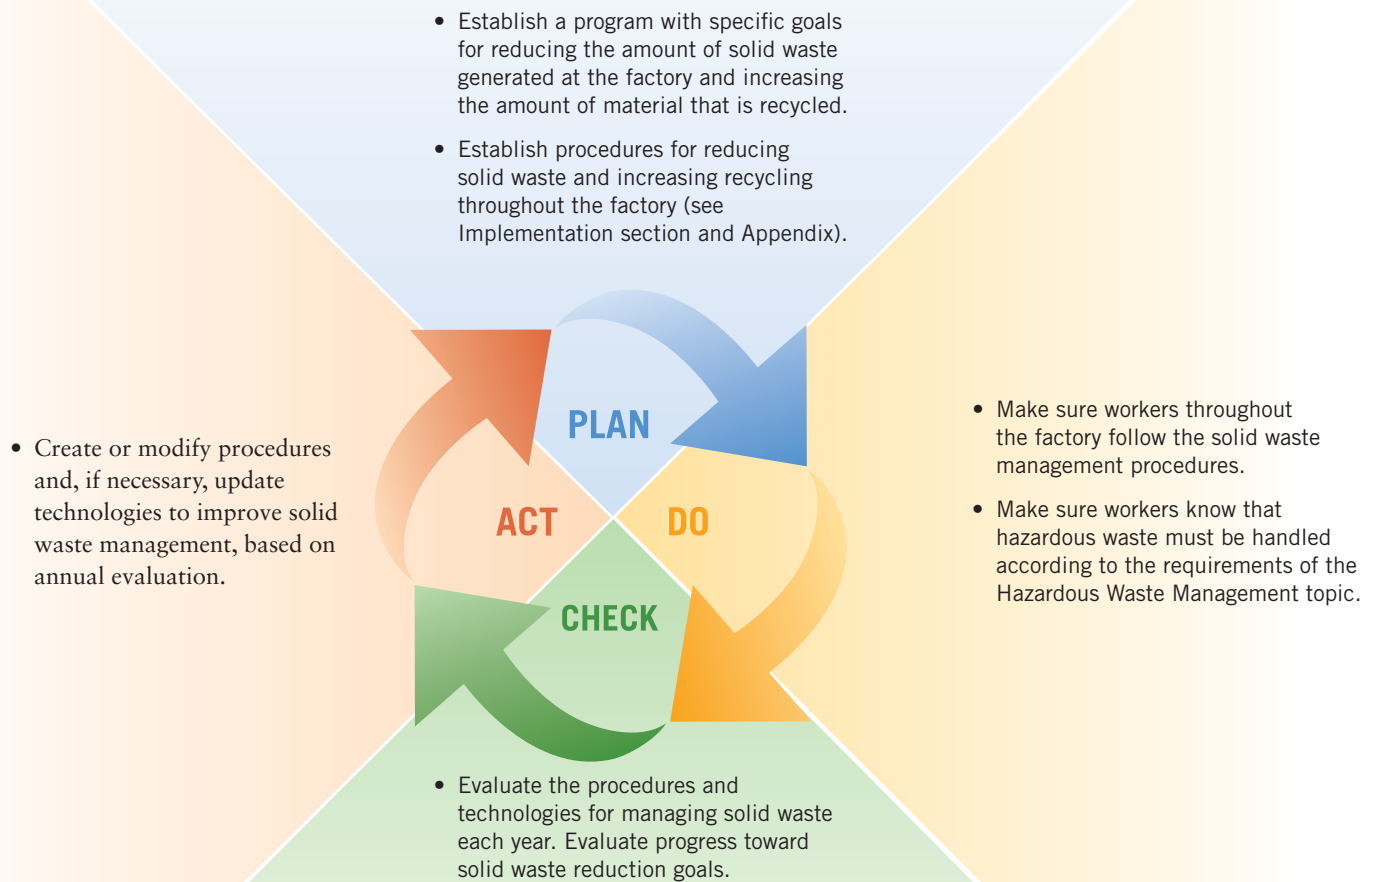 • Establish a program with specific goals
for reducing the amount of solid waste
generated at the factory and increasing
the amount of material that is recycled.
• Establish procedures for reducing
solid waste and increasing recycling
throughout the factory (see
Implementation section and Appendix).
PLAN
• Make sure workers throughout
the factory follow the solid waste
management procedures.
• Make sure workers know that
hazardous waste must be handled
according to the requirements of the
Hazardous Waste Management topic.
DO
CHECK
• Evaluate the procedures and
technologies for managing solid waste
each year. Evaluate progress toward
solid waste reduction goals.
ACT
• Create or modify procedures
and, if necessary, update
technologies to improve solid
waste management, based on
annual evaluation.